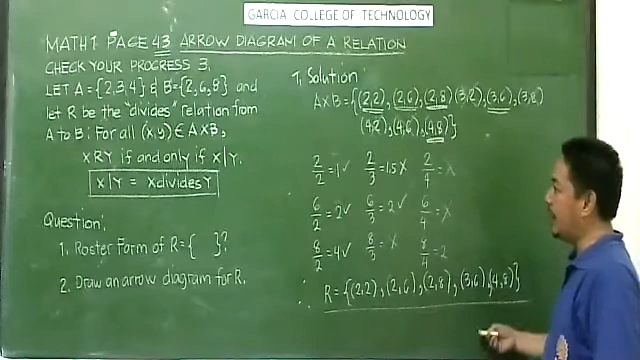 GARCIA COLLEGE OF TECHNOLOGY
MATH 1 PAGE 43 ARROW DIAGRAM OF A RELATION
CHECK YOUR PROGRESS 3.
LET A={2,3,4} & B={2,6,8} and
let R be the "divides" relation from
A to B: For all (x,y) ∈ AXB,
xRy if and only if x|y.
x|y = x divides y
Question:
1. Roster Form of R={ }?
2. Draw an arrow diagram for R.
1. Solution:
AXB={(2,2),(2,6),(2,8)(3,2),(3,6),(3,8)
(4,2),(4,6),(4,8)}
2/2=1✓ 2/3=1.5X 2/4=X
6/2=2✓ 6/3=2✓ 6/4=X
8/2=4✓ 8/3=X 8/4=2
∴ R={(2,2),(2,6),(2,8),(3,6),(4,8)}